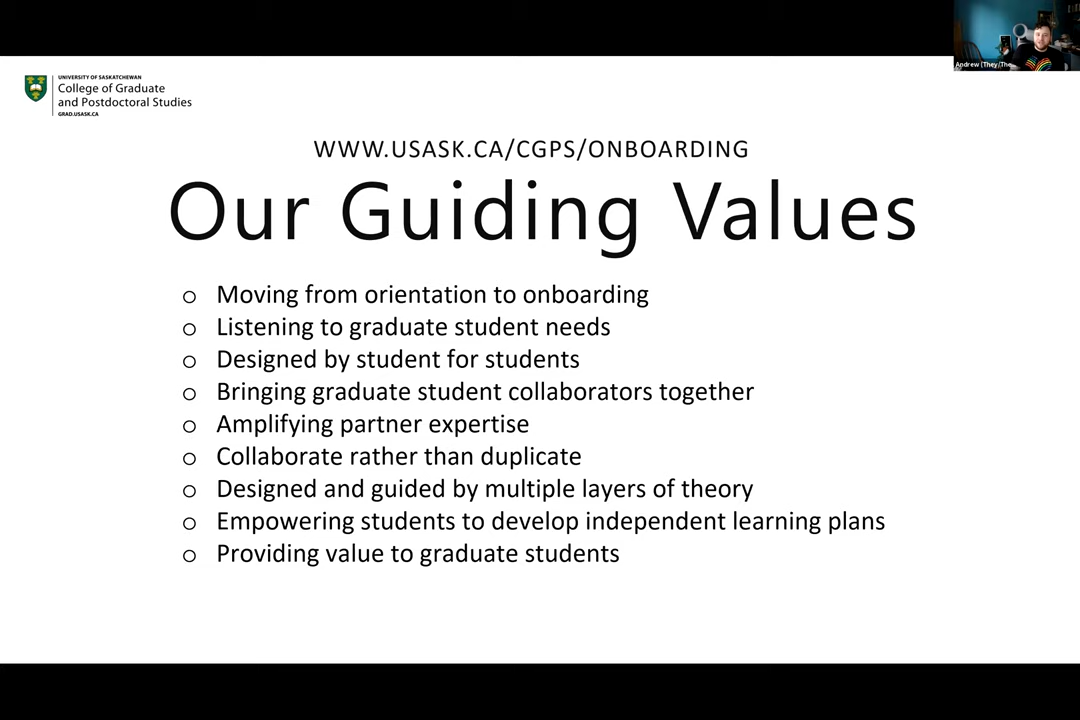 UNIVERSITY OF SASKATCHEWAN
College of Graduate
and Postdoctoral Studies
GRAD.USASK.CA
Andrew (They/The...
WWW.USASK.CA/CGPS/ONBOARDING
Our Guiding Values
o Moving from orientation to onboarding
o Listening to graduate student needs
o Designed by student for students
o Bringing graduate student collaborators together
o Amplifying partner expertise
o Collaborate rather than duplicate
o Designed and guided by multiple layers of theory
o Empowering students to develop independent learning plans
o Providing value to graduate students